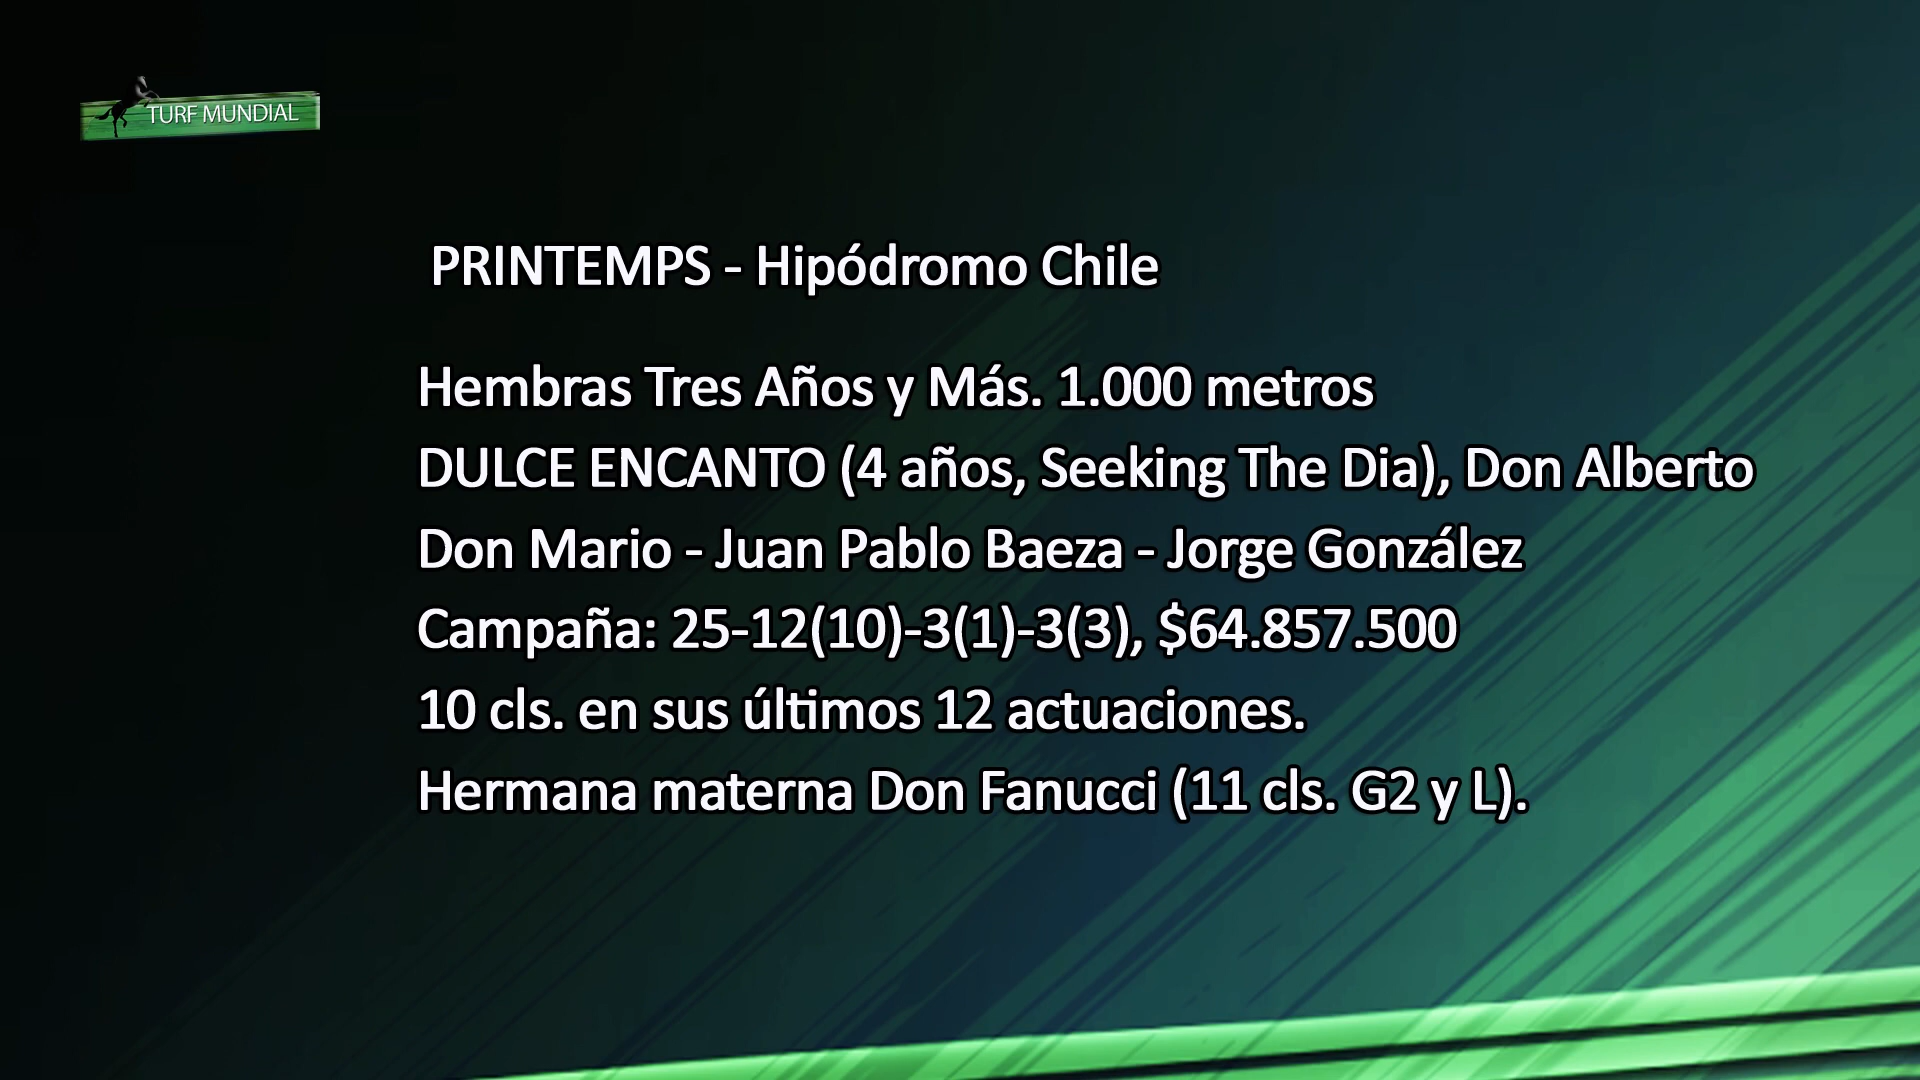 TURF MUNDIAL
PRINTEMPS - Hipódromo Chile
Hembras Tres Años y Más. 1.000 metros
DULCE ENCANTO (4 años, Seeking The Dia), Don Alberto
Don Mario - Juan Pablo Baeza - Jorge González
Campaña: 25-12(10)-3(1)-3(3), $64.857.500
10 cls. en sus últimos 12 actuaciones.
Hermana materna Don Fanucci (11 cls. G2 y L).